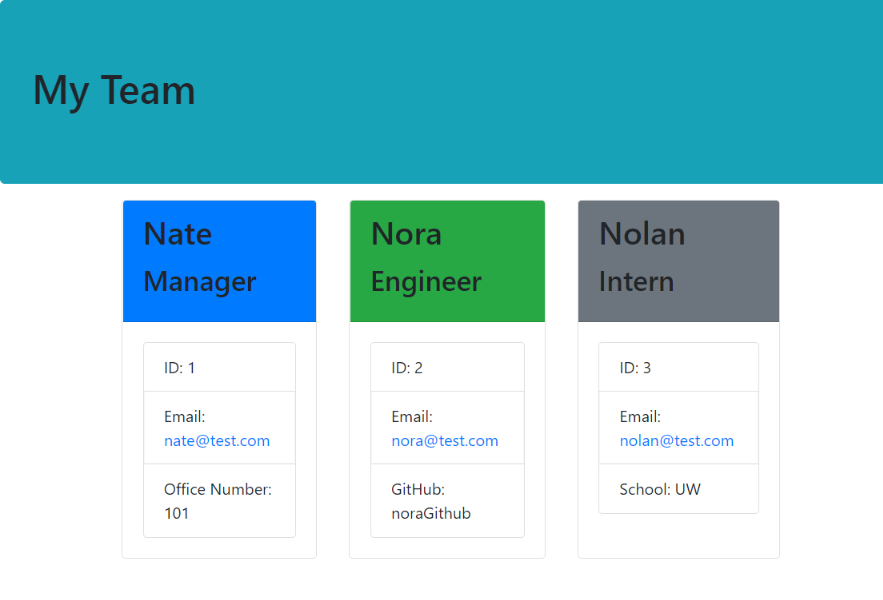 My Team
Nate
Manager
ID: 1
Email:
nate@test.com
Office Number:
101
Nora
Engineer
ID: 2
Email:
nora@test.com
GitHub:
noraGithub
Nolan
Intern
ID: 3
Email:
nolan@test.com
School: UW